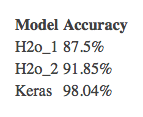 Model Accuracy
H2o_1 87.5%
H2o_2 91.85%
Keras 98.04%